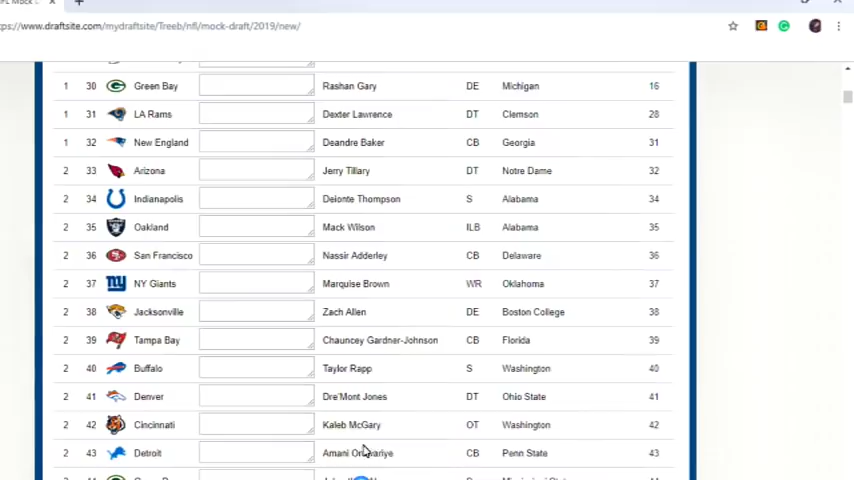 FL Mock
ps://www.draftsite.com/mydraftsite/Treeb/nfl/mock-draft/2019/new/
1 30 Green Bay Rashan Gary DE Michigan 16
1 31 LA Rams Dexter Lawrence DT Clemson 28
1 32 New England Deandre Baker CB Georgia 31
2 33 Arizona Jerry Tillary DT Notre Dame 32
2 34 Indianapolis Deionte Thompson S Alabama 34
2 35 Oakland Mack Wilson ILB Alabama 35
2 36 San Francisco Nassir Adderley CB Delaware 36
2 37 NY Giants Marquise Brown WR Oklahoma 37
2 38 Jacksonville Zach Allen DE Boston College 38
2 39 Tampa Bay Chauncey Gardner-Johnson CB Florida 39
2 40 Buffalo Taylor Rapp S Washington 40
2 41 Denver Dre'Mont Jones DT Ohio State 41
2 42 Cincinnati Kaleb McGary OT Washington 42
2 43 Detroit Amani CB Penn State 43